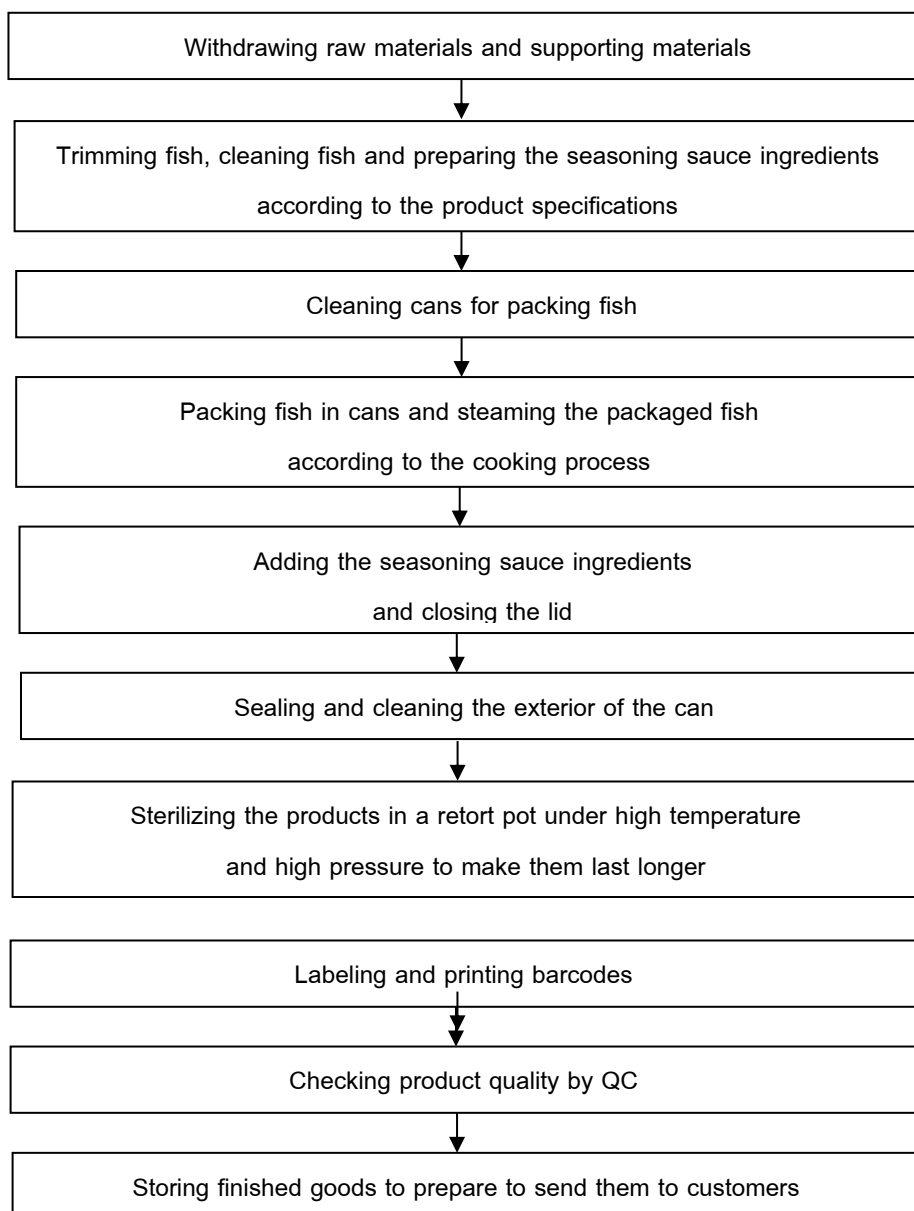 Withdrawing raw materials and supporting materials
Trimming fish, cleaning fish and preparing the seasoning sauce ingredients
according to the product specifications
Cleaning cans for packing fish
Packing fish in cans and steaming the packaged fish
according to the cooking process
Adding the seasoning sauce ingredients
and closing the lid
Sealing and cleaning the exterior of the can
Sterilizing the products in a retort pot under high temperature
and high pressure to make them last longer
Labeling and printing barcodes
Checking product quality by QC
Storing finished goods to prepare to send them to customers